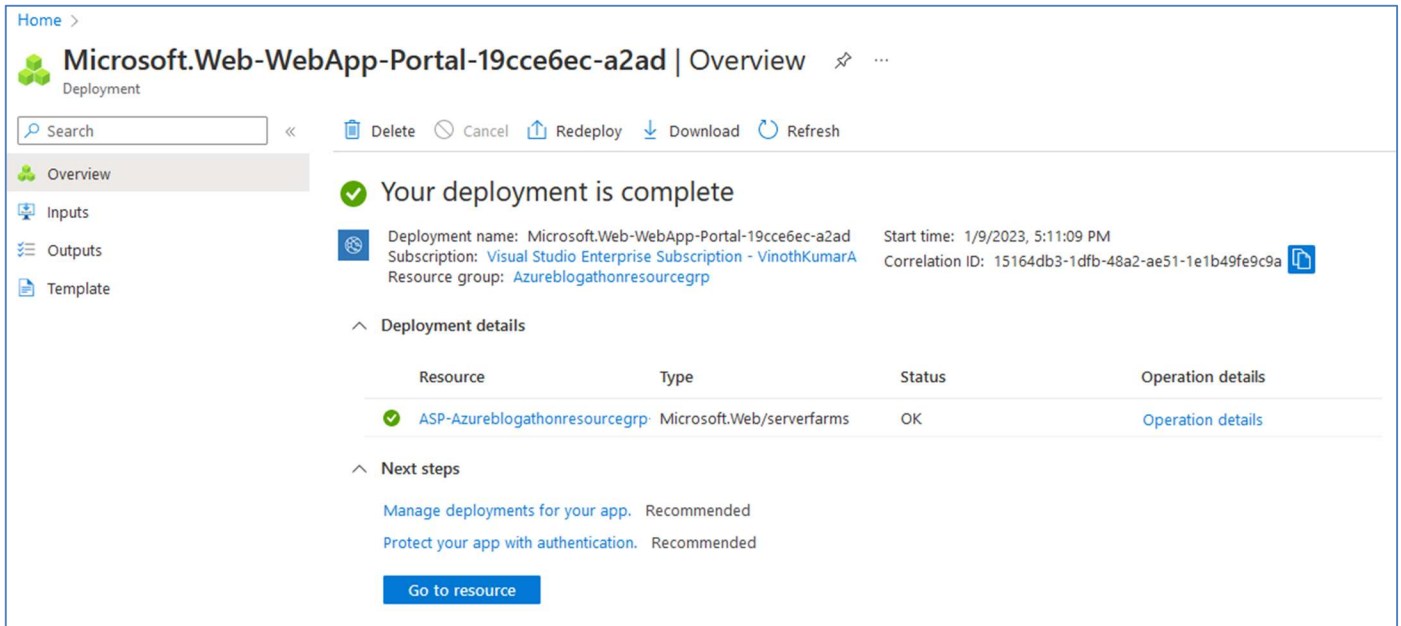 Home >
Microsoft.Web-WebApp-Portal-19cce6ec-a2ad | Overview ...
Deployment
Search «
Delete Cancel Redeploy Download Refresh
Overview
Inputs
Outputs
Template
Your deployment is complete
Deployment name: Microsoft.Web-WebApp-Portal-19cce6ec-a2ad
Subscription: Visual Studio Enterprise Subscription - VinothKumarA
Resource group: Azureblogathonresourcegrp
Start time: 1/9/2023, 5:11:09 PM
Correlation ID: 15164db3-1dfb-48a2-ae51-1e1b49fe9c9a
Deployment details
Resource Type Status Operation details
ASP-Azureblogathonresourcegrp- Microsoft.Web/serverfarms OK Operation details
Next steps
Manage deployments for your app. Recommended
Protect your app with authentication. Recommended
Go to resource